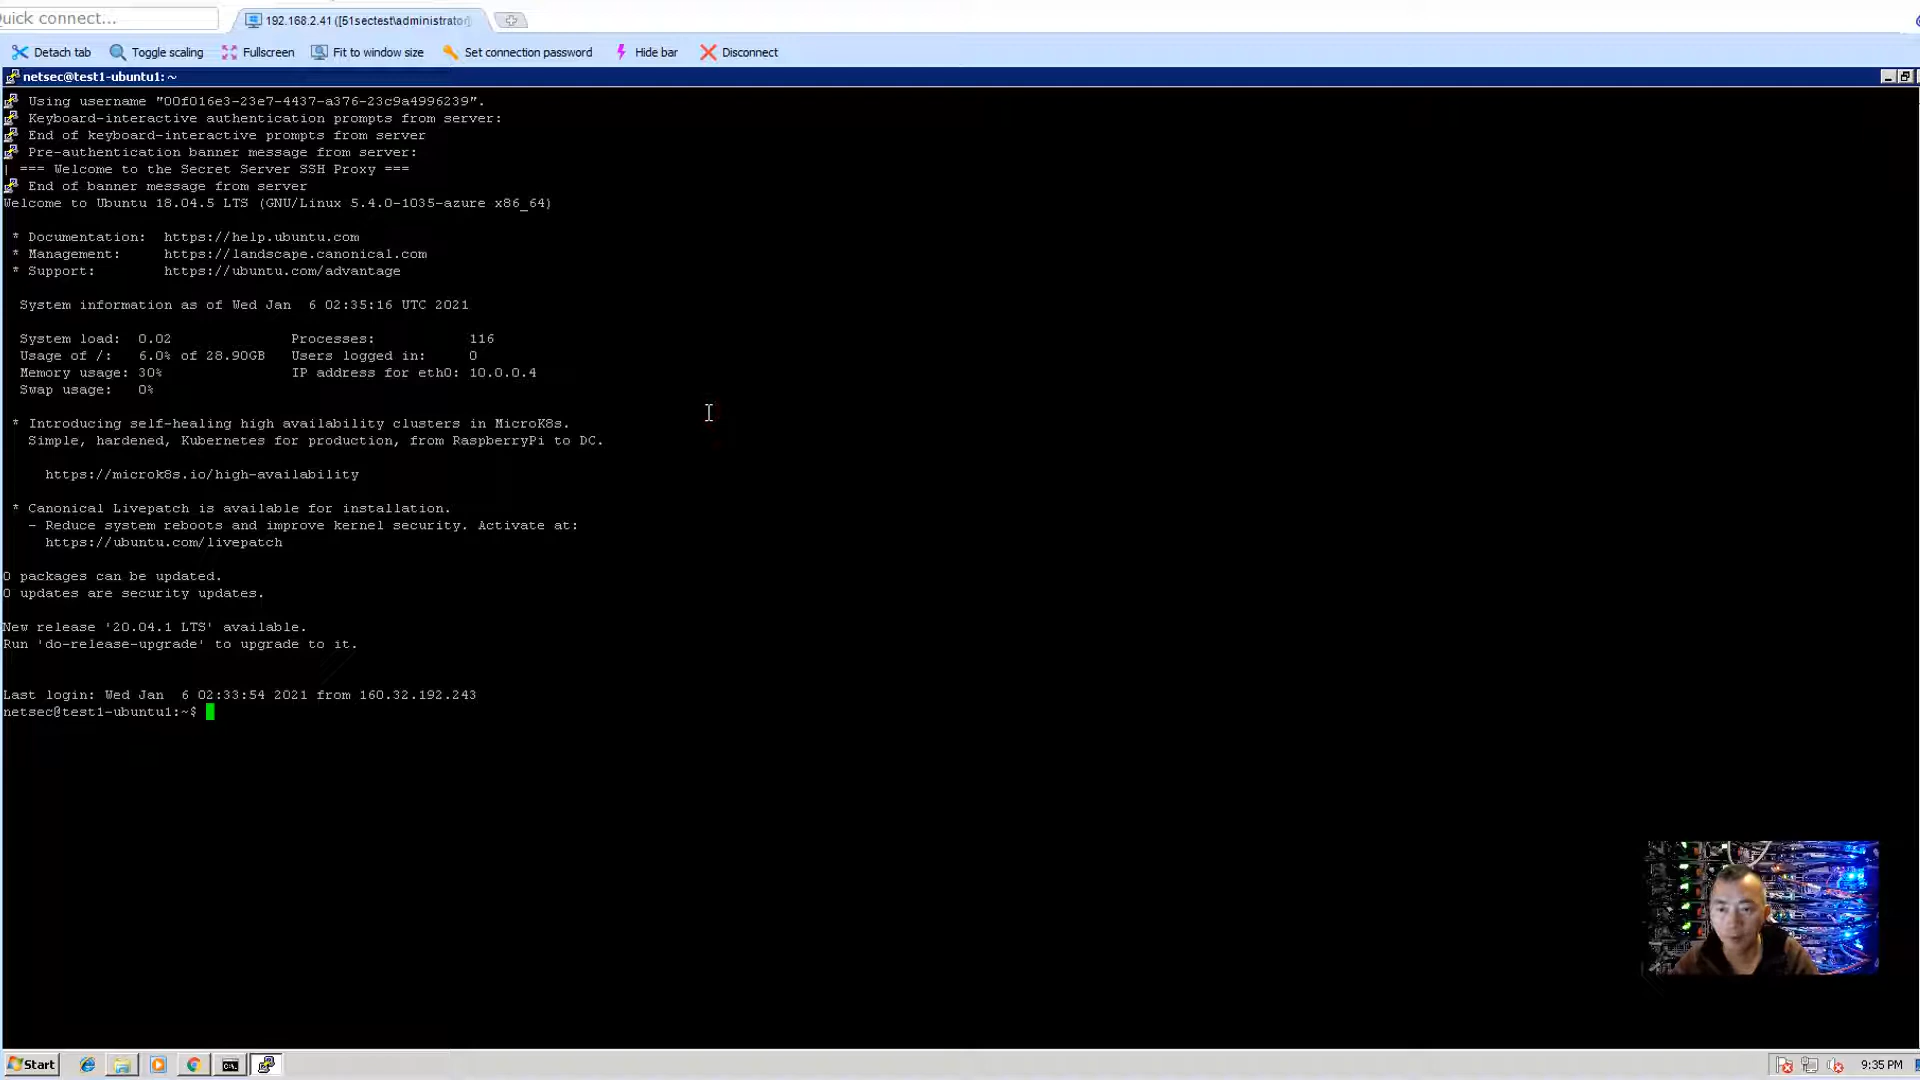 uick connect...
192.168.2.41 ([51sectest\administrator]
Detach tab Toggle scaling Fullscreen Fit to window size Set connection password Hide bar Disconnect
netsec@test1-ubuntu1: ~
Using username "00f016e3-23e7-4437-a376-23c9a4996239".
Keyboard-interactive authentication prompts from server:
End of keyboard-interactive prompts from server
Pre-authentication banner message from server:
| === Welcome to the Secret Server SSH Proxy ===
End of banner message from server
Welcome to Ubuntu 18.04.5 LTS (GNU/Linux 5.4.0-1035-azure x86_64)
* Documentation: https://help.ubuntu.com
* Management: https://landscape.canonical.com
* Support: https://ubuntu.com/advantage
System information as of Wed Jan 6 02:35:16 UTC 2021
System load: 0.02 Processes: 116
Usage of /: 6.0% of 28.90GB Users logged in: 0
Memory usage: 30% IP address for eth0: 10.0.0.4
Swap usage: 0%
* Introducing self-healing high availability clusters in MicroK8s.
Simple, hardened, Kubernetes for production, from RaspberryPi to DC.
https://microk8s.io/high-availability
* Canonical Livepatch is available for installation.
- Reduce system reboots and improve kernel security. Activate at:
https://ubuntu.com/livepatch
0 packages can be updated.
0 updates are security updates.
New release '20.04.1 LTS' available.
Run 'do-release-upgrade' to upgrade to it.
Last login: Wed Jan 6 02:33:54 2021 from 160.32.192.243
netsec@test1-ubuntu1:~$
Start
9:35 PM